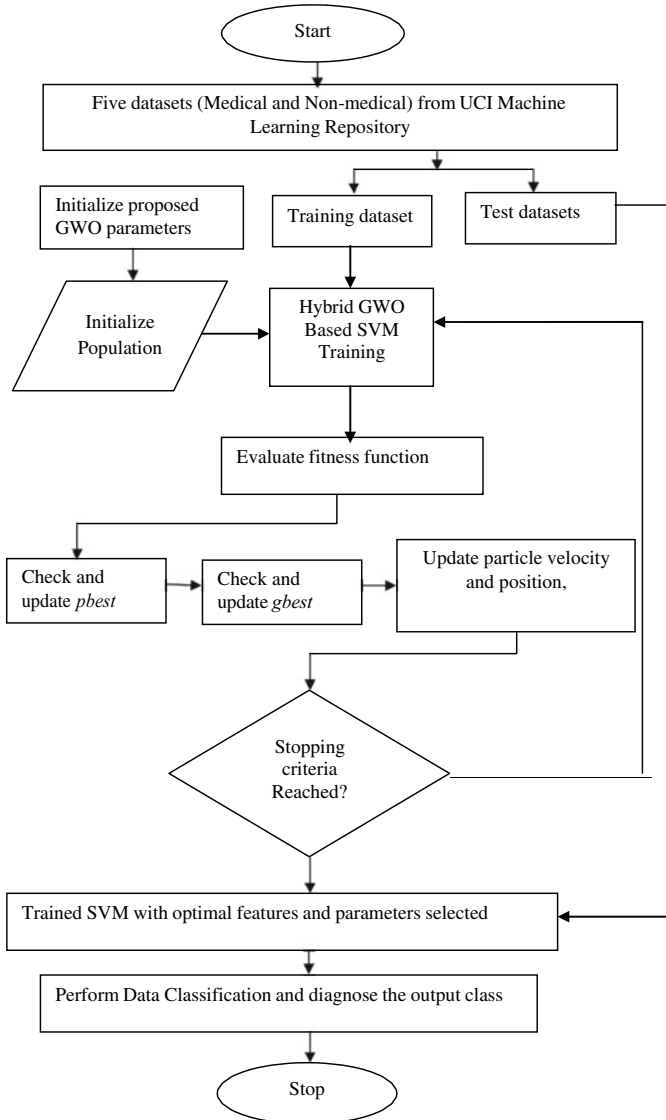 Start
Five datasets (Medical and Non-medical) from UCI Machine
Learning Repository
Initialize proposed
GWO parameters
Training dataset
Test datasets
Initialize
Population
Hybrid GWO
Based SVM
Training
Evaluate fitness function
Check and
update pbest
Check and
update gbest
Update particle velocity
and position,
Stopping
criteria
Reached?
Trained SVM with optimal features and parameters selected
Perform Data Classification and diagnose the output class
Stop